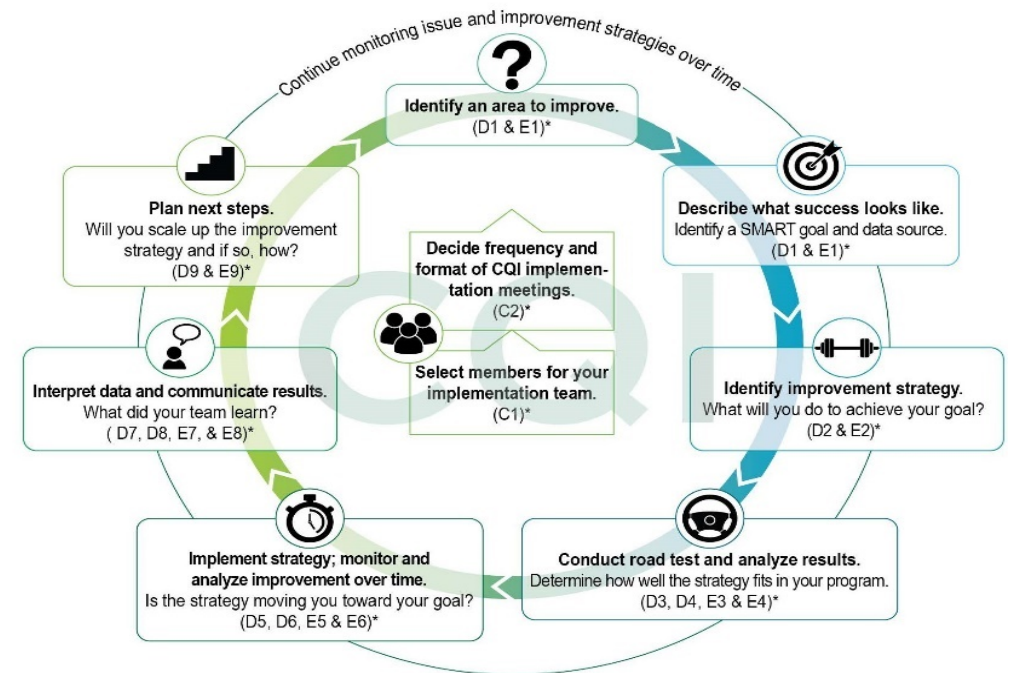 Continue monitoring issue and improvement strategies over time
Identify an area to improve.
(D1 & E1)*
Describe what success looks like.
Identify a SMART goal and data source.
(D1 & E1)*
Identify improvement strategy.
What will you do to achieve your goal?
(D2 & E2)*
Conduct road test and analyze results.
Determine how well the strategy fits in your program.
(D3, D4, E3 & E4)*
Implement strategy; monitor and
analyze improvement over time.
Is the strategy moving you toward your goal?
(D5, D6, E5 & E6)*
Interpret data and communicate results.
What did your team learn?
( D7, D8, E7, & E8)*
Plan next steps.
Will you scale up the improvement
strategy and if so, how?
(D9 & E9)*
Decide frequency and
format of CQI implemen-
tation meetings.
(C2)*
Select members for your
implementation team.
(C1)*
CQI